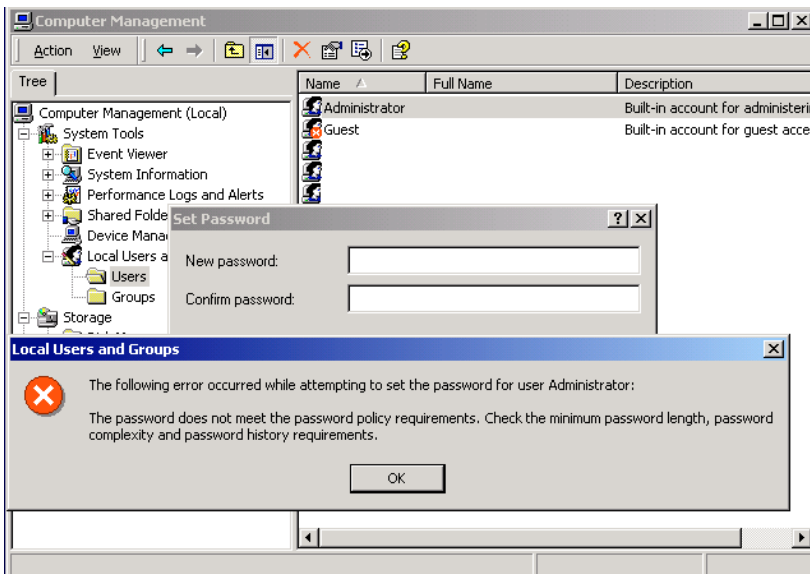 Computer Management
Action View
Tree
Name Full Name Description
Computer Management (Local)
System Tools
Event Viewer
System Information
Performance Logs and Alerts
Shared Folde
Device Mana
Local Users a
Users
Groups
Storage
Administrator Built-in account for administeri
Guest Built-in account for guest acce
Set Password
New password:
Confirm password:
Local Users and Groups
The following error occurred while attempting to set the password for user Administrator:
The password does not meet the password policy requirements. Check the minimum password length, password
complexity and password history requirements.
OK